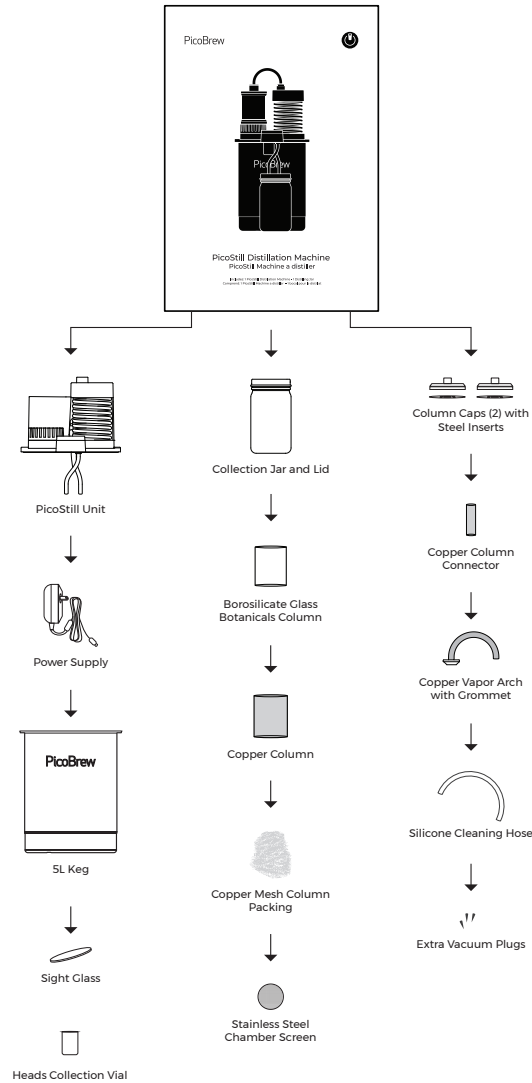 PicoBrew
PicoBrew
PicoStill Distillation Machine
PicoStill Machine a distiller
PicoStill Unit
Power Supply
PicoBrew
5L Keg
Sight Glass
Heads Collection Vial
Collection Jar and Lid
Borosilicate Glass
Botanicals Column
Copper Column
Copper Mesh Column
Packing
Stainless Steel
Chamber Screen
Column Caps (2) with
Steel Inserts
Copper Column
Connector
Copper Vapor Arch
with Grommet
Silicone Cleaning Hose
Extra Vacuum Plugs